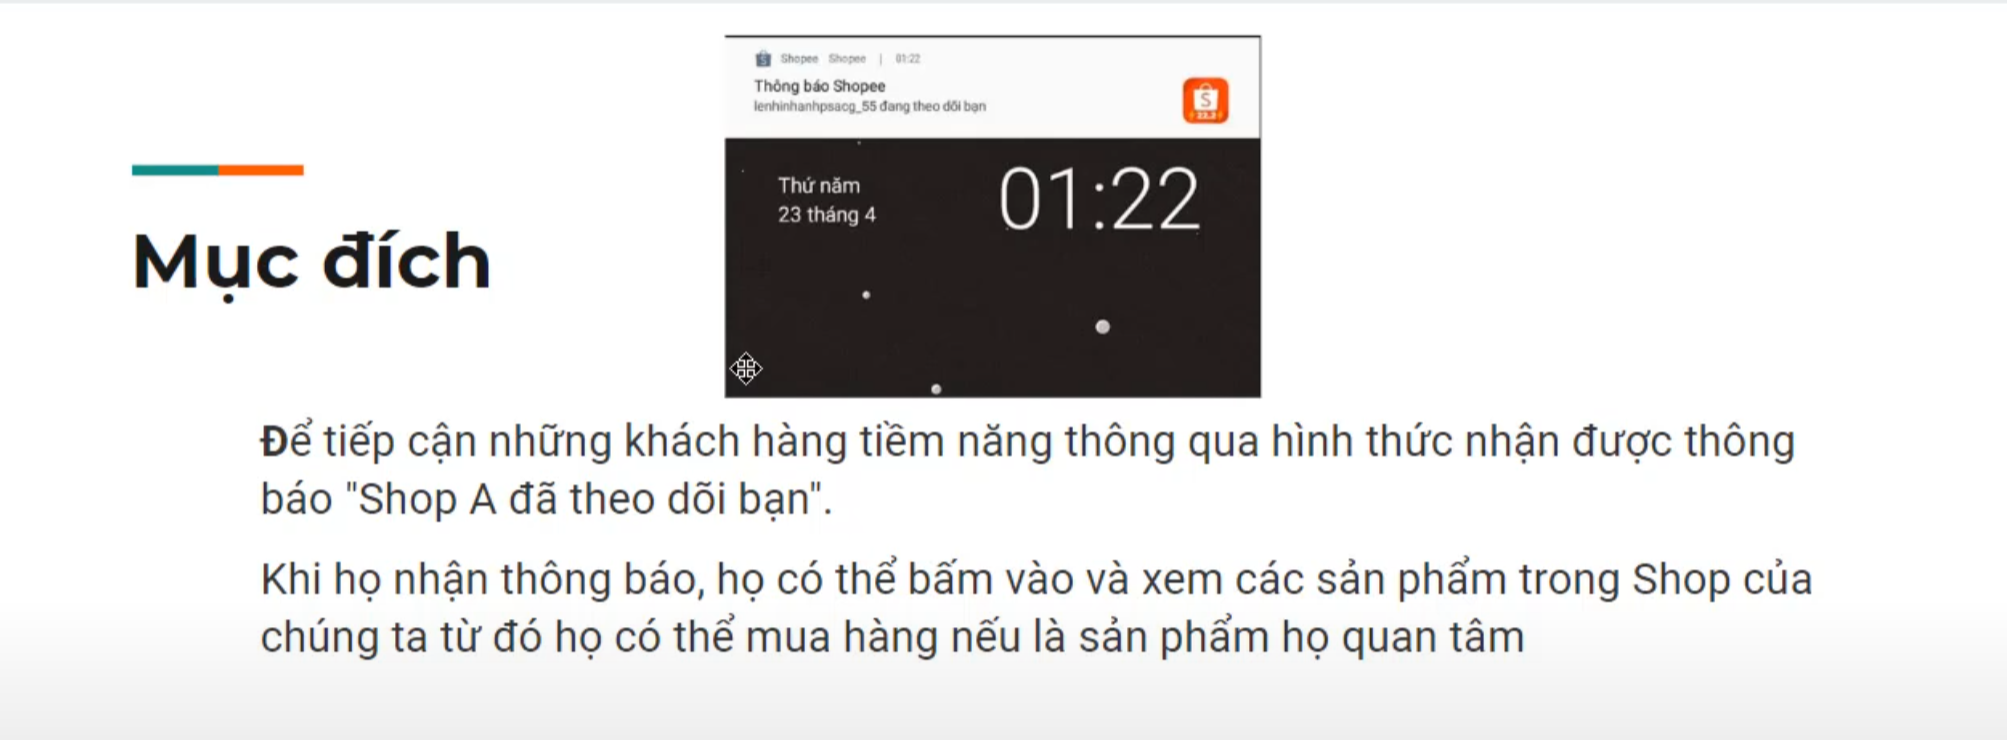 Shopee Shopee | 01:22
Thông báo Shopee
lenhinhanhpsacg_55 đang theo dõi bạn
S
22.2
Thứ năm
23 tháng 4
01:22
Mục đích
Để tiếp cận những khách hàng tiềm năng thông qua hình thức nhận được thông
báo "Shop A đã theo dõi bạn".
Khi họ nhận thông báo, họ có thể bấm vào và xem các sản phẩm trong Shop của
chúng ta từ đó họ có thể mua hàng nếu là sản phẩm họ quan tâm